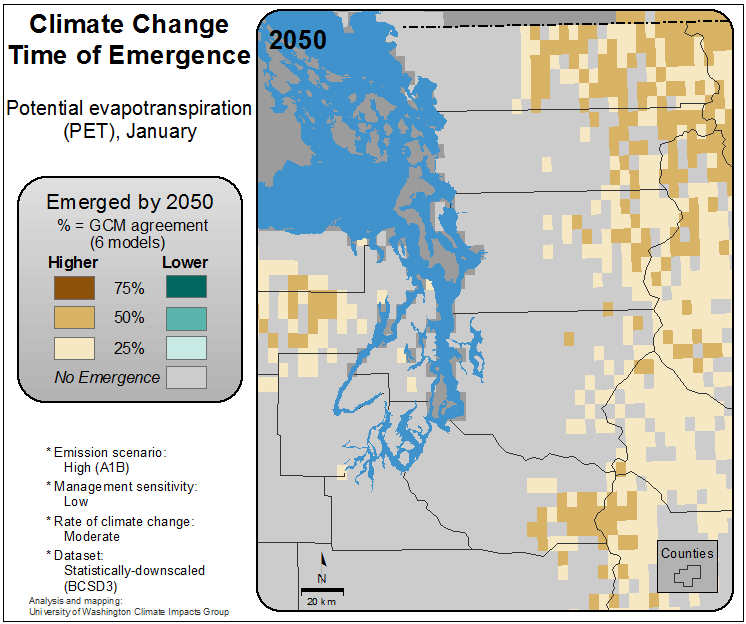 Climate Change
Time of Emergence
Potential evapotranspiration
(PET), January
Emerged by 2050
% = GCM agreement
(6 models)
Higher Lower
75%
50%
25%
No Emergence
* Emission scenario:
High (A1B)
* Management sensitivity:
Low
* Rate of climate change:
Moderate
* Dataset:
Statistically-downscaled
(BCSD3)
Analysis and mapping:
University of Washington Climate Impacts Group
2050
N
20 km
Counties